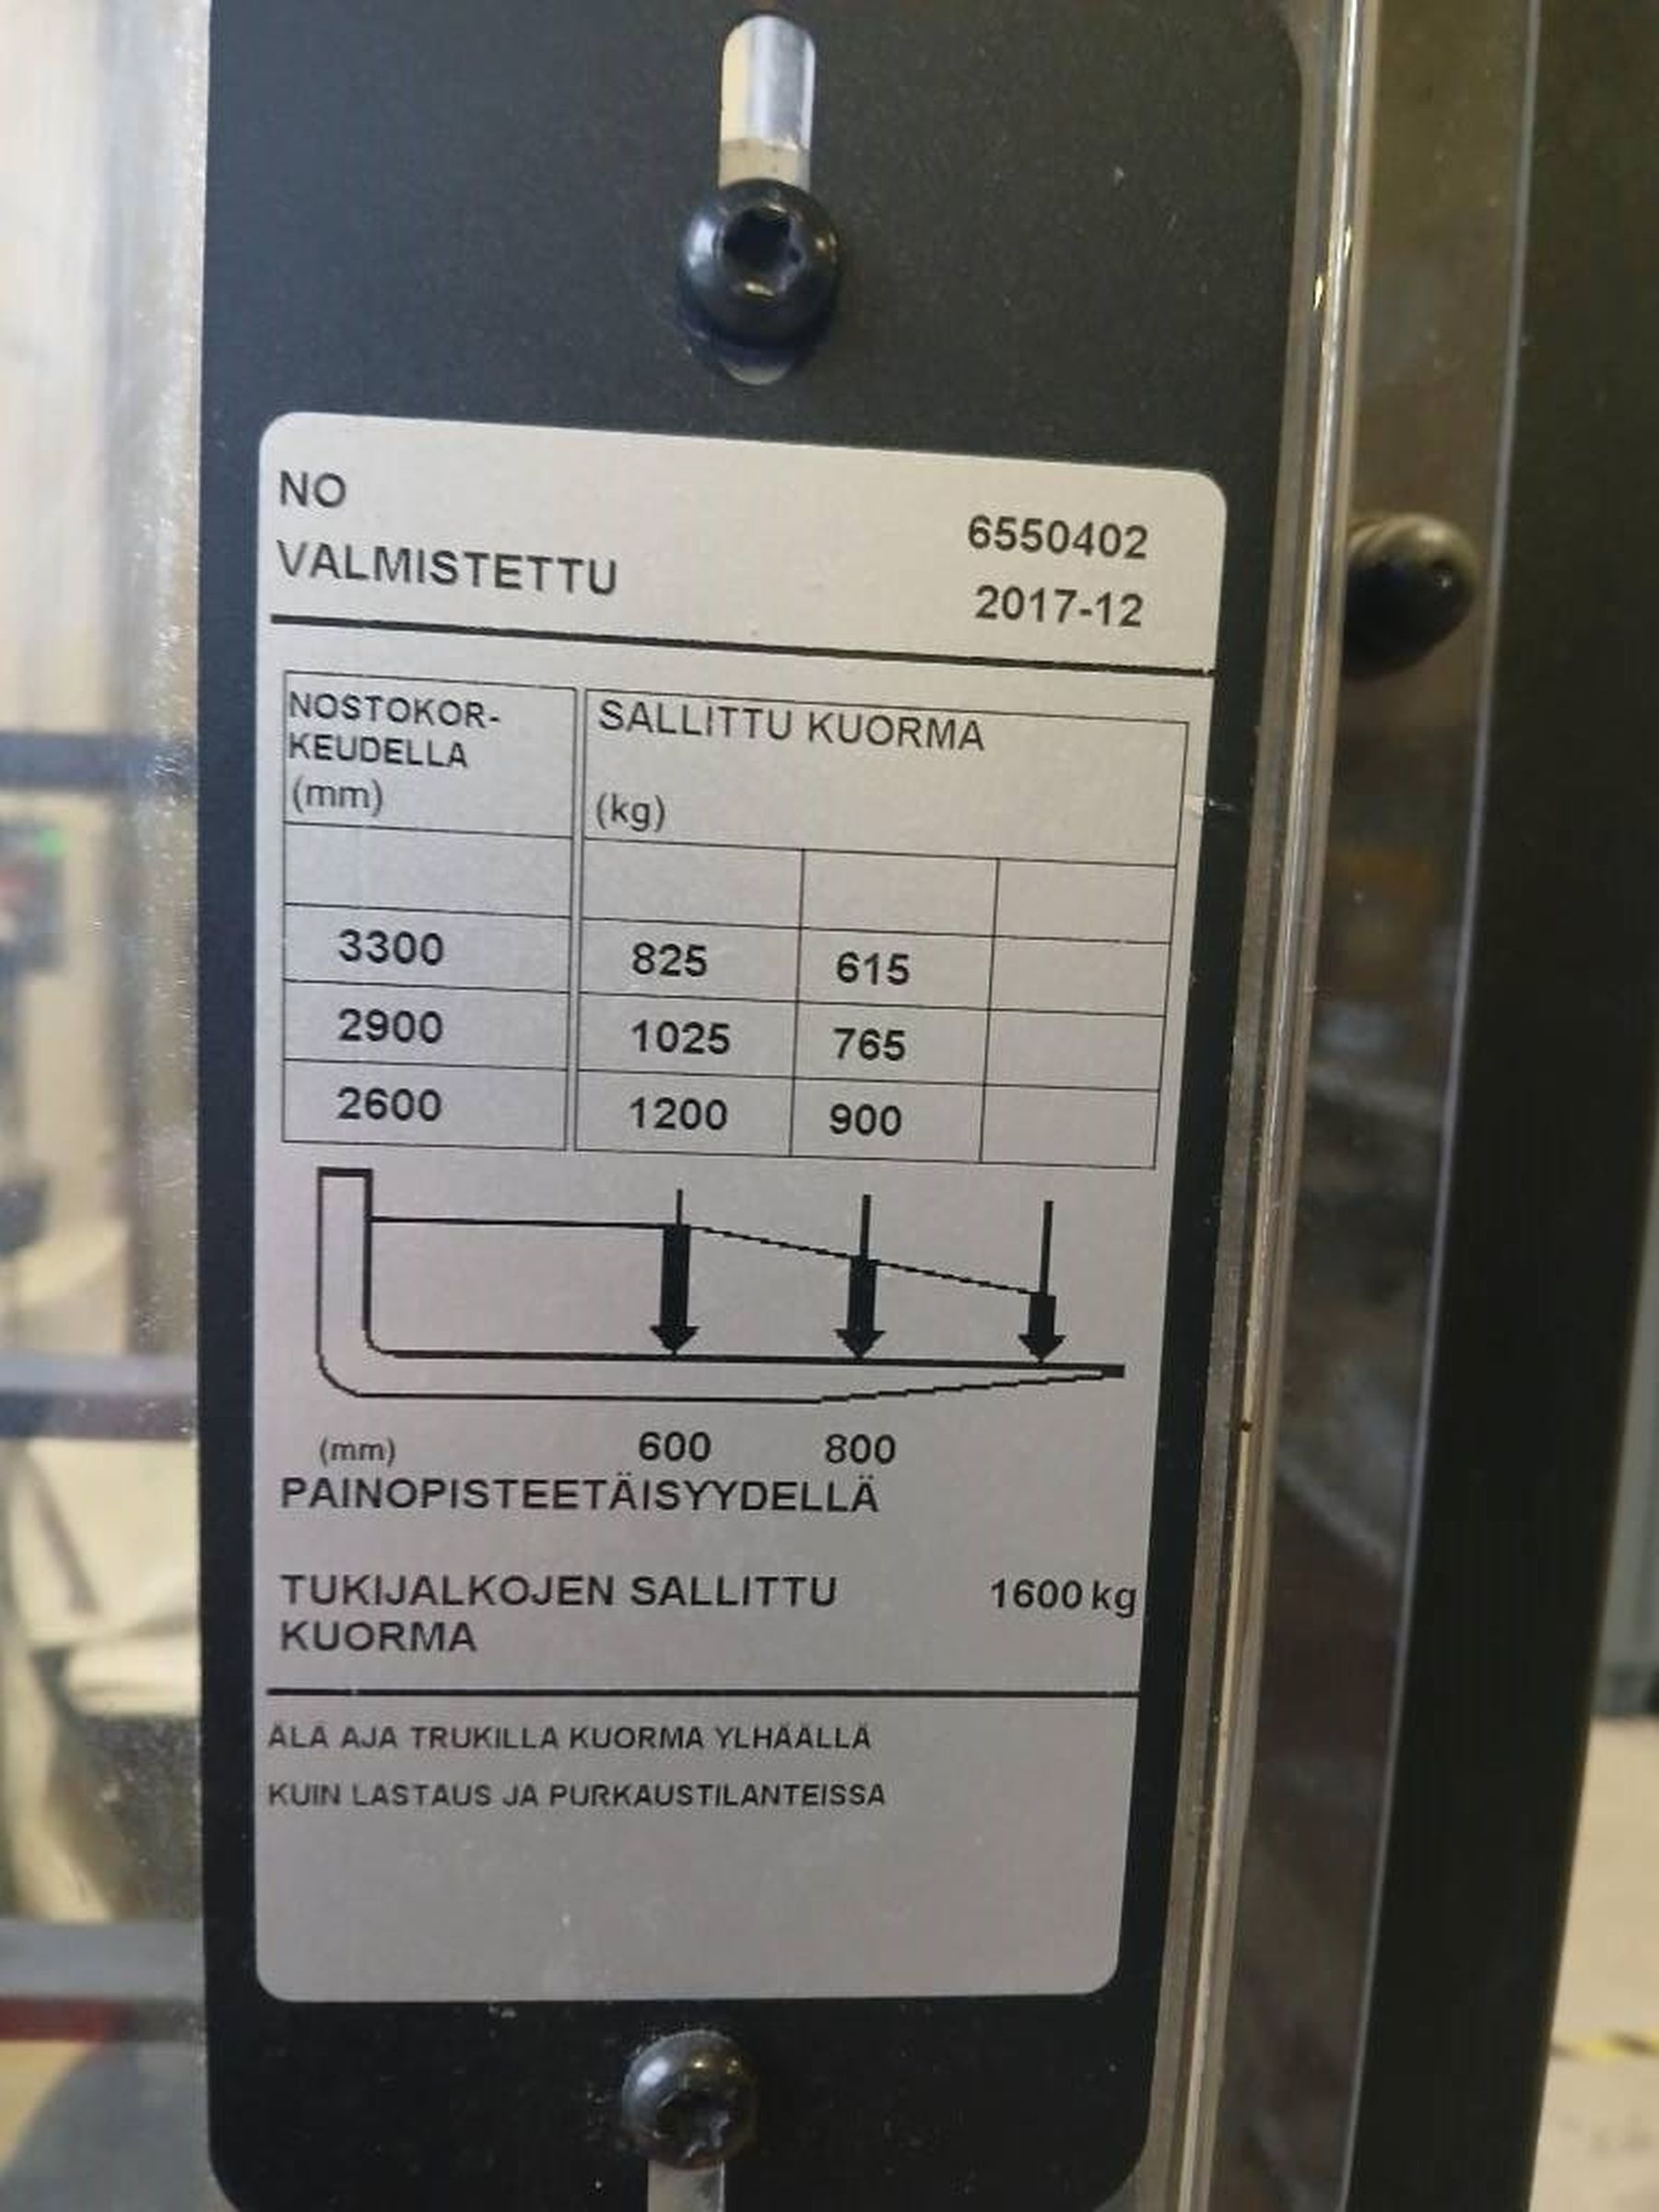 NO 6550402
VALMISTETTU 2017-12
NOSTOKOR-
KEUDELLA
(mm)
SALLITTU KUORMA
(kg)
3300 825 615
2900 1025 765
2600 1200 900
(mm) 600 800
PAINOPISTEETÄISYYDELLÄ
TUKIJALKOJEN SALLITTU 1600 kg
KUORMA
ÄLÄ AJA TRUKILLA KUORMA YLHÄÄLLÄ
KUIN LASTAUS JA PURKAUSTILANTEISSA